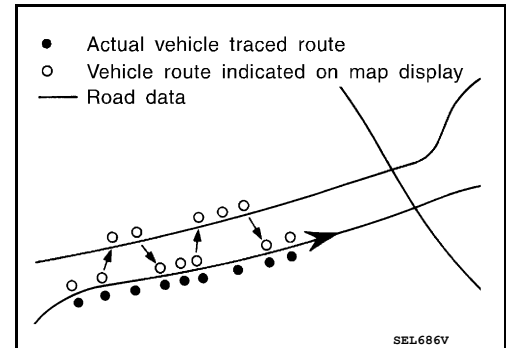 Actual vehicle traced route
Vehicle route indicated on map display
Road data
SEL686V